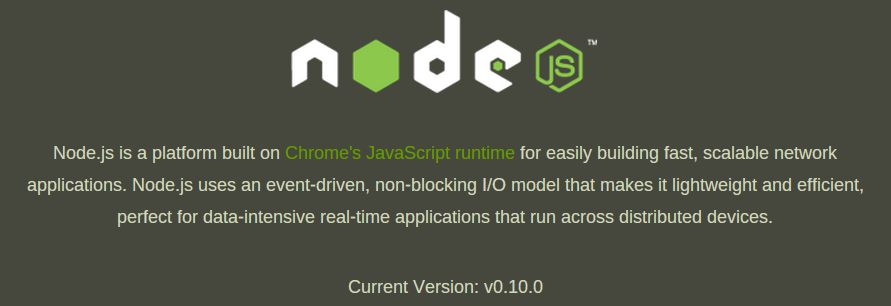 node JS ™
Node.js is a platform built on Chrome's JavaScript runtime for easily building fast, scalable network
applications. Node.js uses an event-driven, non-blocking I/O model that makes it lightweight and efficient,
perfect for data-intensive real-time applications that run across distributed devices.
Current Version: v0.10.0